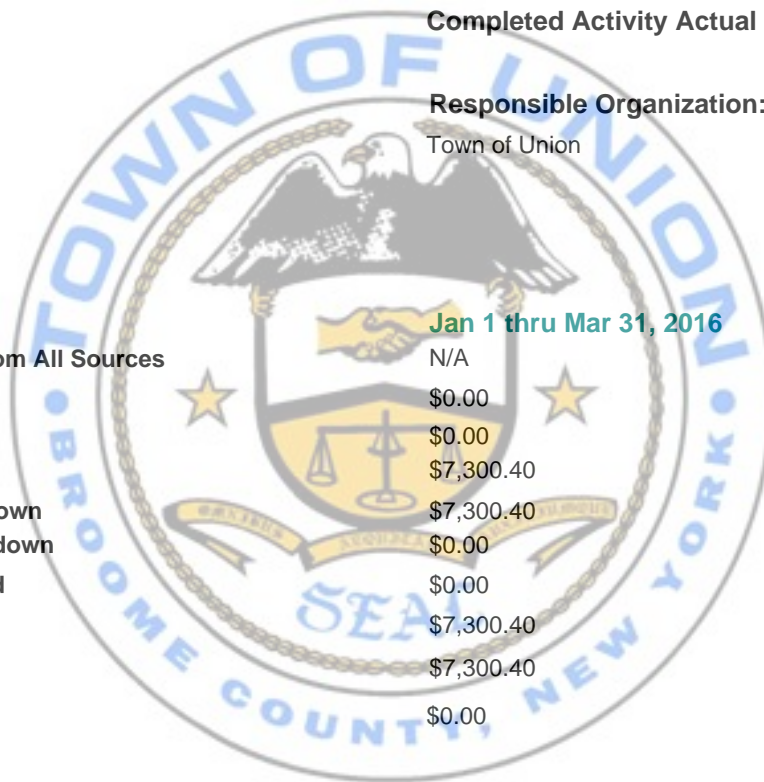 Completed Activity Actual
TOWN OF UNION
Responsible Organization:
Town of Union
Jan 1 thru Mar 31, 2016
om All Sources N/A
$0.00
$0.00
$7,300.40
own $7,300.40
down $0.00
d $0.00
SEAL
$7,300.40
$7,300.40
$0.00
BROOME COUNTY, NEW YORK